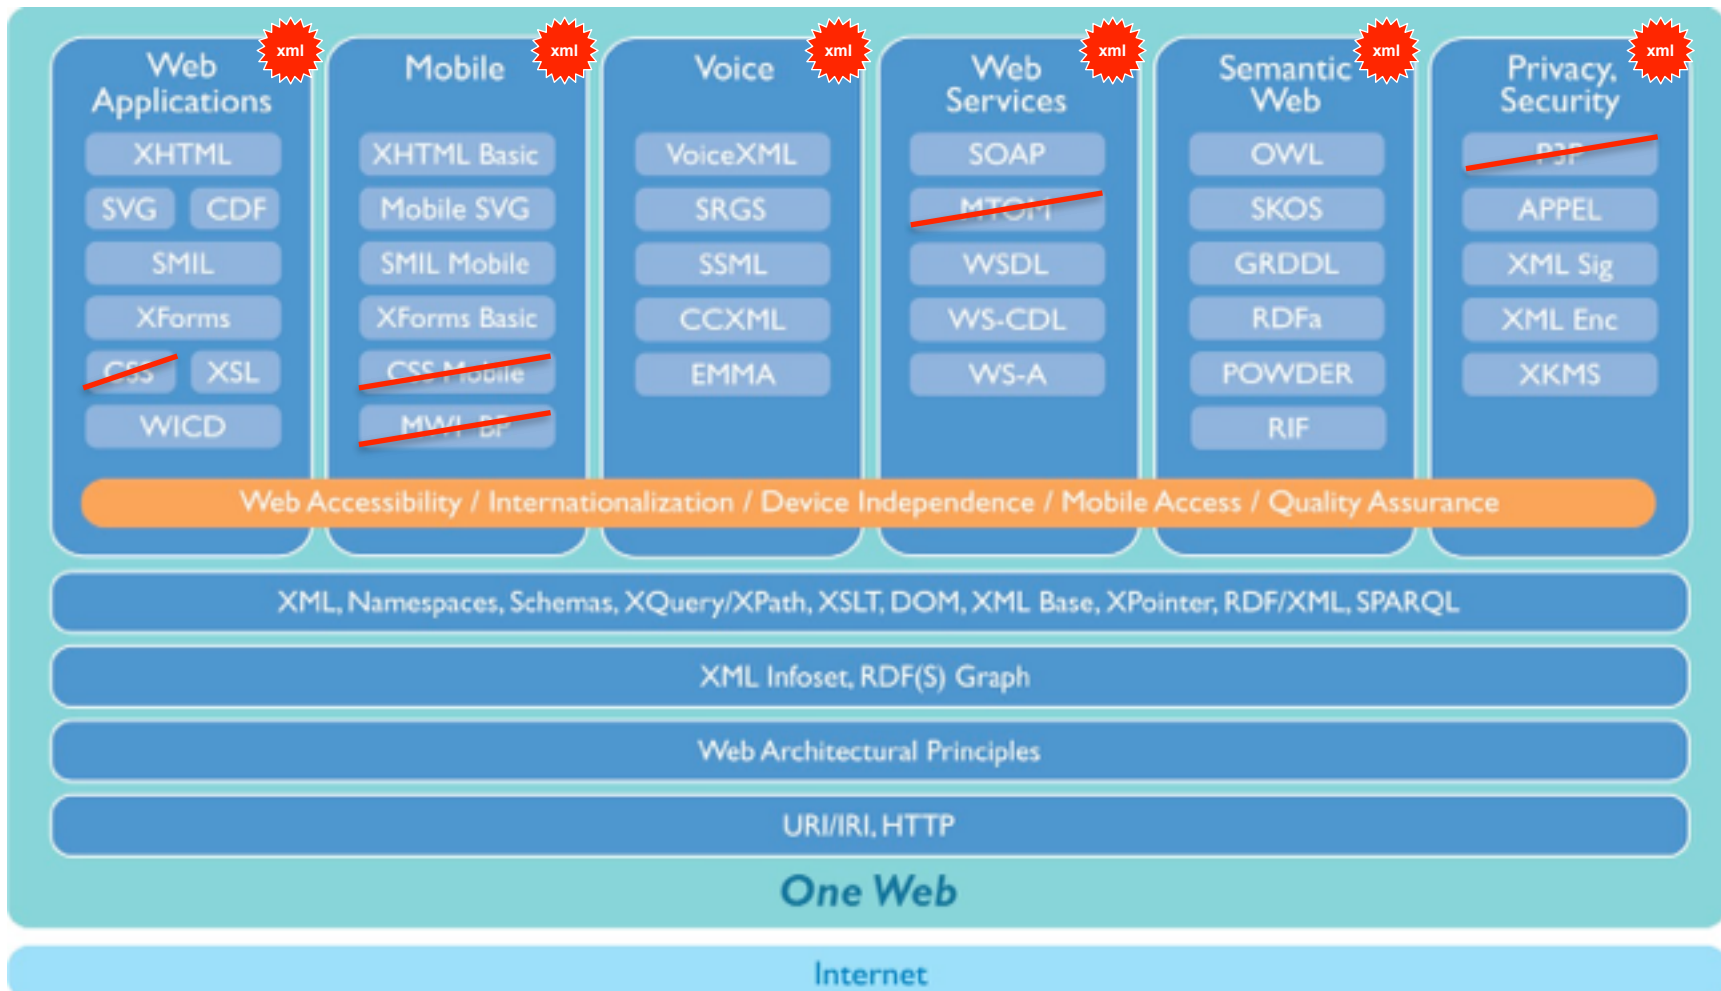 Web
Applications
xml
XHTML
SVG CDF
SMIL
XForms
CSS XSL
WICD
Mobile
xml
XHTML Basic
Mobile SVG
SMIL Mobile
XForms Basic
CSS Mobile
MWI BP
Voice
xml
VoiceXML
SRGS
SSML
CCXML
EMMA
Web
Services
xml
SOAP
MTOM
WSDL
WS-CDL
WS-A
Semantic
Web
xml
OWL
SKOS
GRDDL
RDFa
POWDER
RIF
Privacy,
Security
xml
P3P
APPEL
XML Sig
XML Enc
XKMS
Web Accessibility / Internationalization / Device Independence / Mobile Access / Quality Assurance
XML, Namespaces, Schemas, XQuery/XPath, XSLT, DOM, XML Base, XPointer, RDF/XML, SPARQL
XML Infoset, RDF(S) Graph
Web Architectural Principles
URI/IRI, HTTP
One Web
Internet